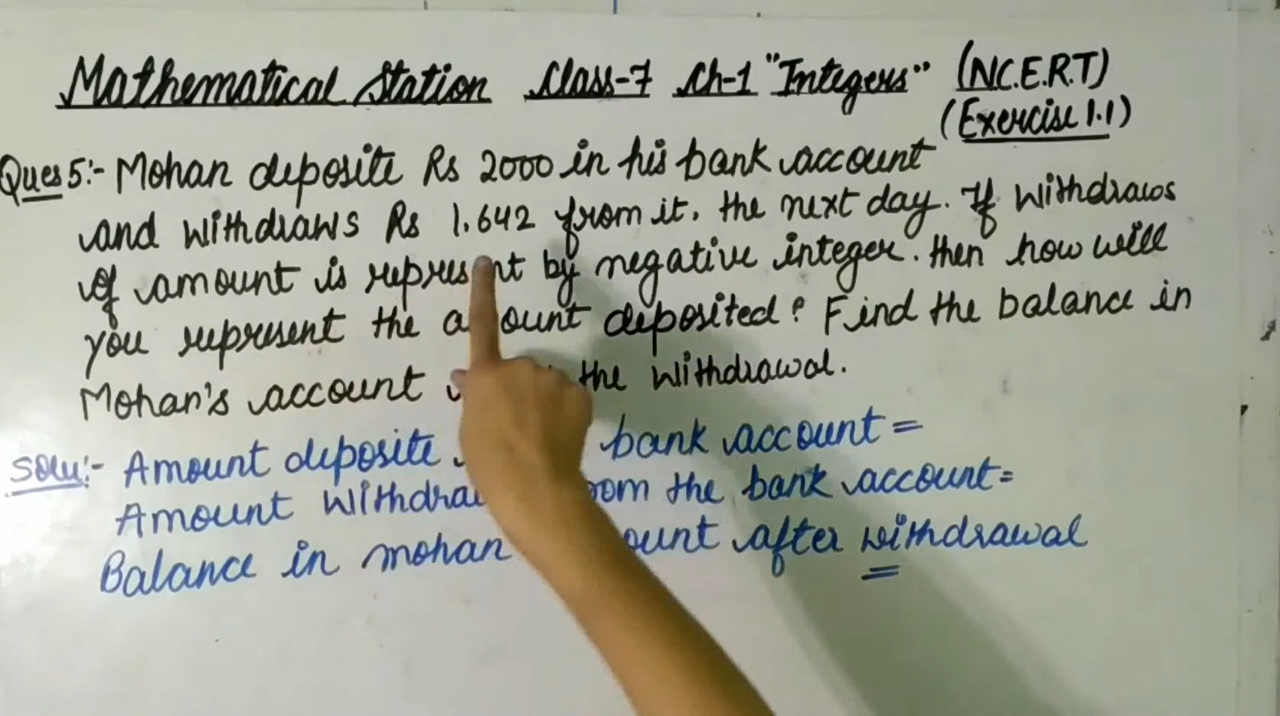 Mathematical Station Class-7 Ch-1 "Integers" (N.C.E.R.T)
(Exercise 1.1)
Ques 5:- Mohan deposite Rs 2000 in his bank account
and withdraws Rs 1.642 from it, the next day. If withdraws
of amount is represent by negative integer. then how will
you represent the amount deposited? Find the balance in
Mohan's account the withdrawal.
Solu:- Amount deposite bank account =
Amount the bank account=
Balance in mohan after withdrawal
=